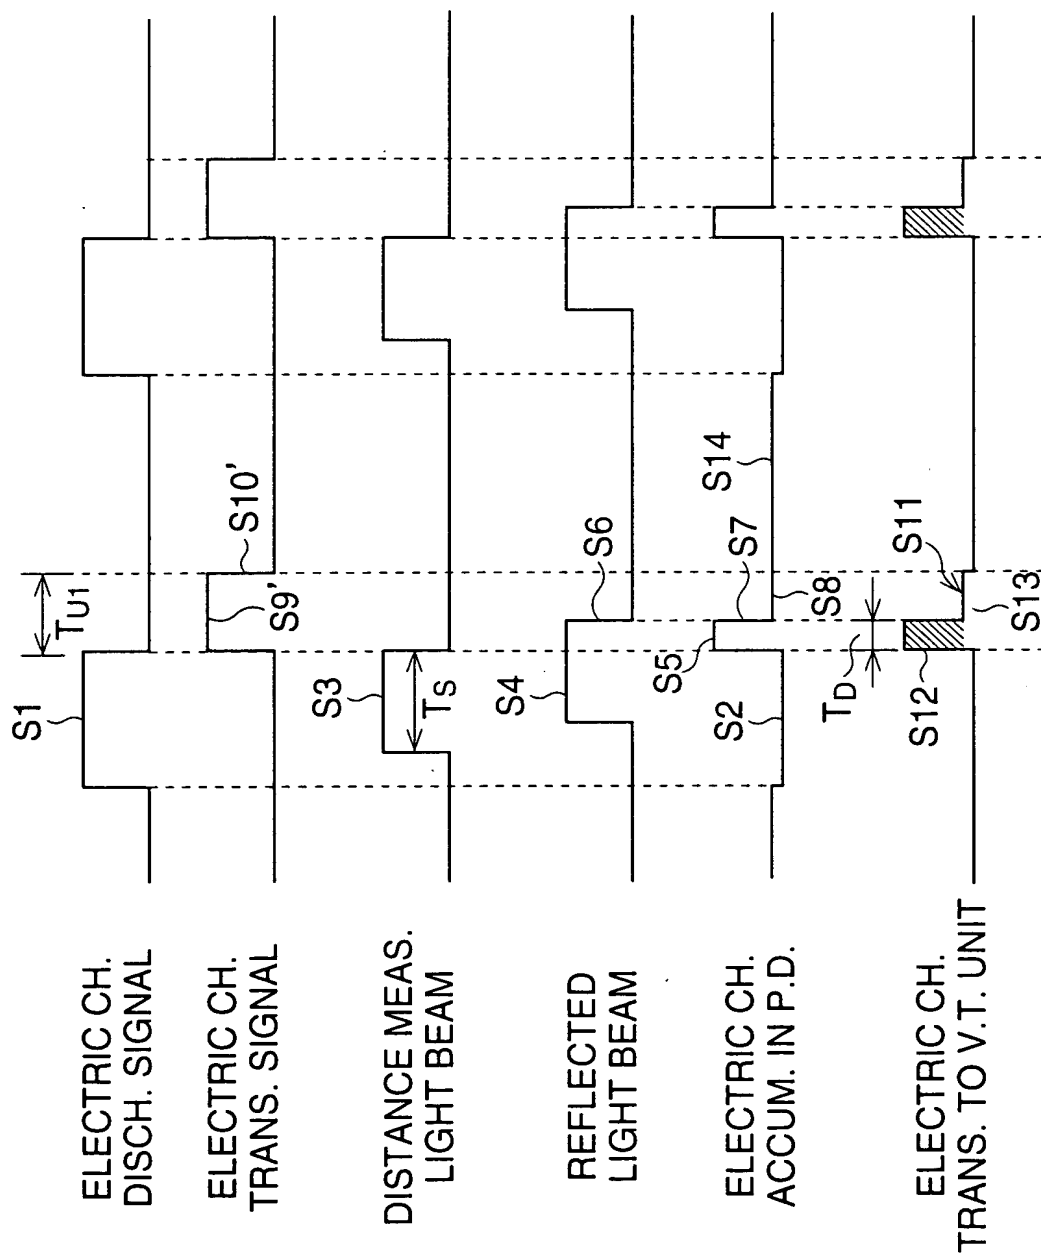 ELECTRIC CH.
DISCH. SIGNAL
S1
TU1
ELECTRIC CH.
TRANS. SIGNAL
S9'
S10'
DISTANCE MEAS.
LIGHT BEAM
S3
TS
REFLECTED
LIGHT BEAM
S4
S6
ELECTRIC CH.
ACCUM. IN P.D.
S2
S5
S7
S8
S14
TD
ELECTRIC CH.
TRANS. TO V.T. UNIT
S12
S11
S13